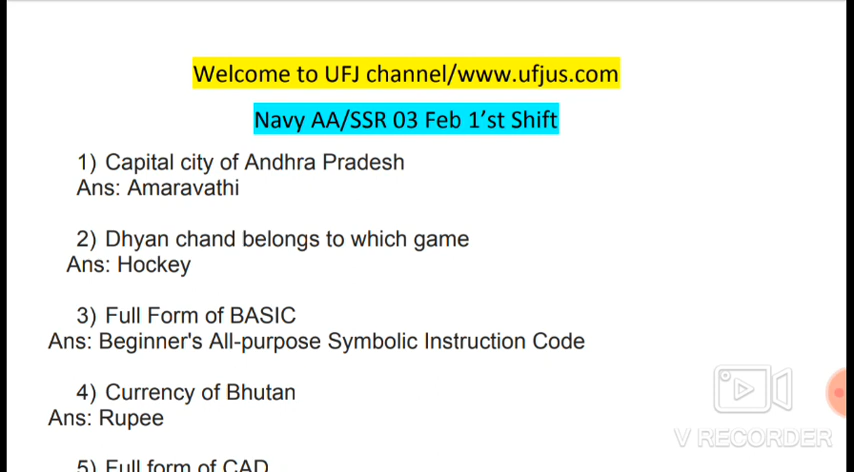 Welcome to UFJ channel/www.ufjus.com
Navy AA/SSR 03 Feb 1'st Shift
1) Capital city of Andhra Pradesh
Ans: Amaravathi
2) Dhyan chand belongs to which game
Ans: Hockey
3) Full Form of BASIC
Ans: Beginner's All-purpose Symbolic Instruction Code
4) Currency of Bhutan
Ans: Rupee
5) Full form of CAD
V RECORDER